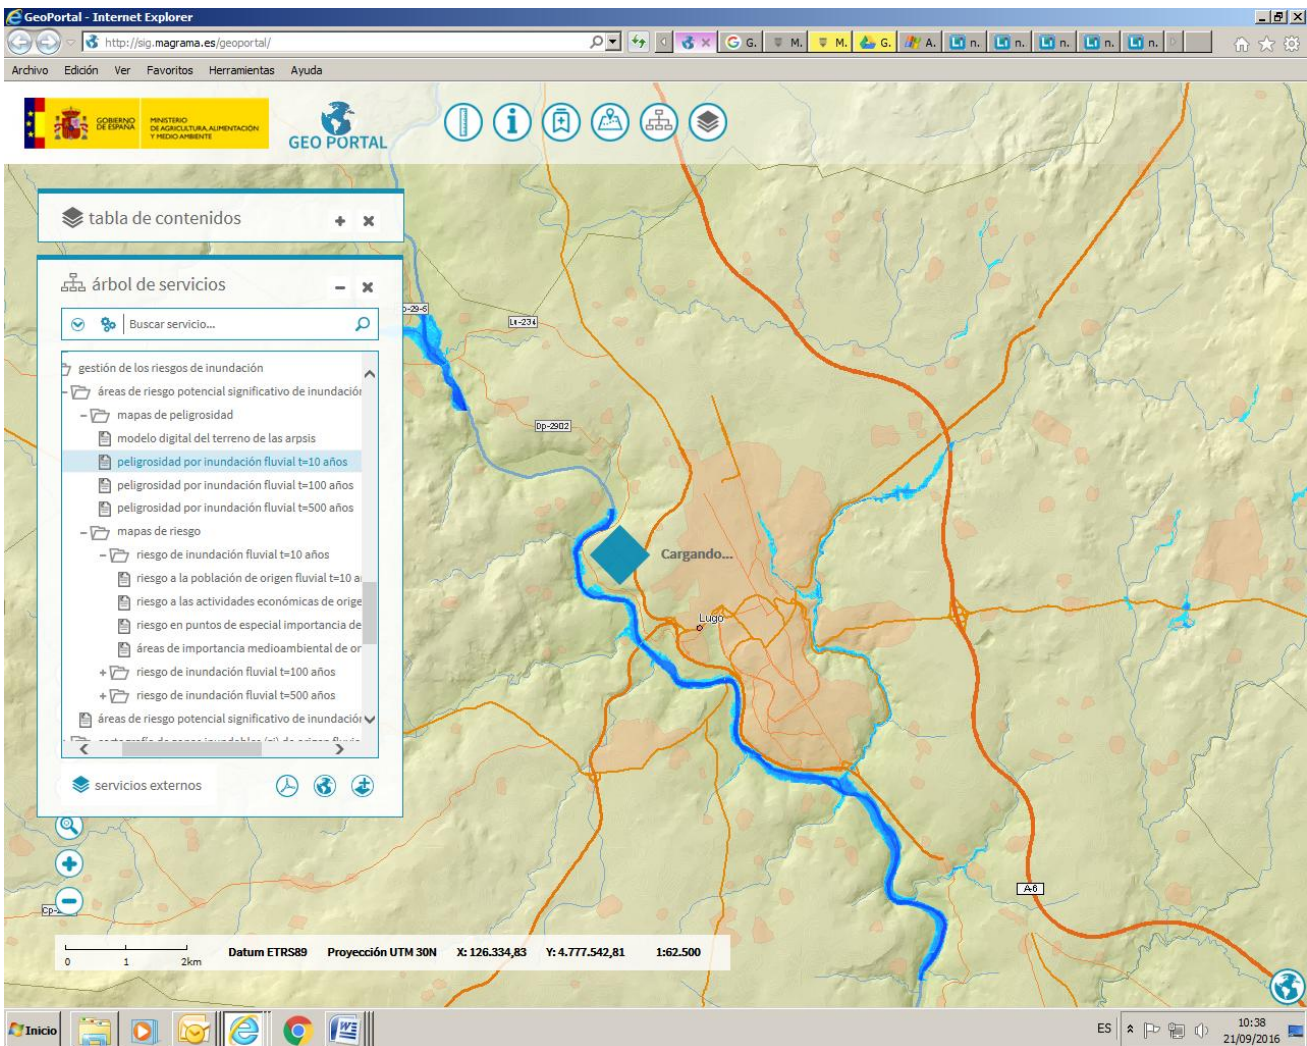 GeoPortal - Internet Explorer
http://sig.magrama.es/geoportal/
G.
M.
M.
G.
A.
n.
n.
n.
n.
n.
Archivo Edición Ver Favoritos Herramientas Ayuda
GOBIERNO
DE ESPAÑA
MINISTERIO
DE AGRICULTURA, ALIMENTACIÓN
Y MEDIO AMBIENTE
GEO PORTAL
tabla de contenidos
árbol de servicios
Buscar servicio...
gestión de los riesgos de inundación
áreas de riesgo potencial significativo de inundación
mapas de peligrosidad
modelo digital del terreno de las arpsis
peligrosidad por inundación fluvial t=10 años
peligrosidad por inundación fluvial t=100 años
peligrosidad por inundación fluvial t=500 años
mapas de riesgo
riesgo de inundación fluvial t=10 años
riesgo a la población de origen fluvial t=10 a
riesgo a las actividades económicas de orige
riesgo en puntos de especial importancia de
áreas de importancia medioambiental de or
riesgo de inundación fluvial t=100 años
riesgo de inundación fluvial t=500 años
áreas de riesgo potencial significativo de inundación
servicios externos
-29-6
Lu-234
Dp-2902
Cargando...
Lugo
A-6
Cp-2
0 1 2km
Datum ETRS89 Proyección UTM 30N X: 126.334,83 Y: 4.777.542,81 1:62.500
Inicio
ES
10:38
21/09/2016